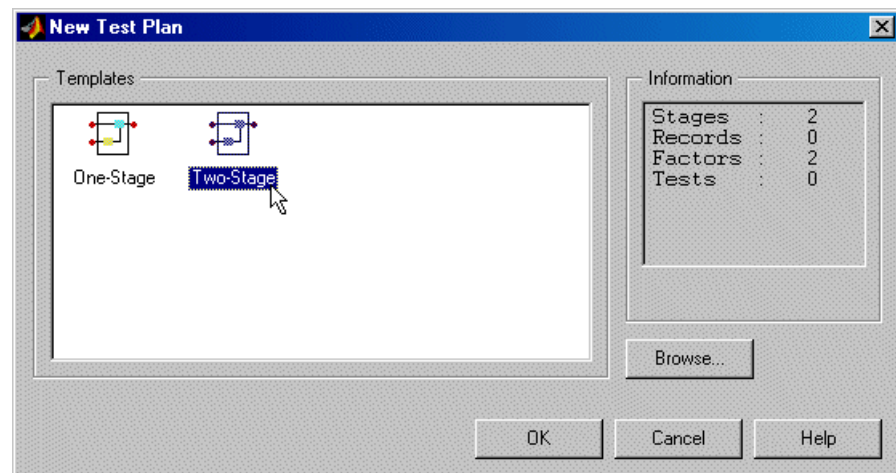 New Test Plan
Templates
One-Stage
Two-Stage
Information
Stages : 2
Records : 0
Factors : 2
Tests : 0
Browse...
OK
Cancel
Help